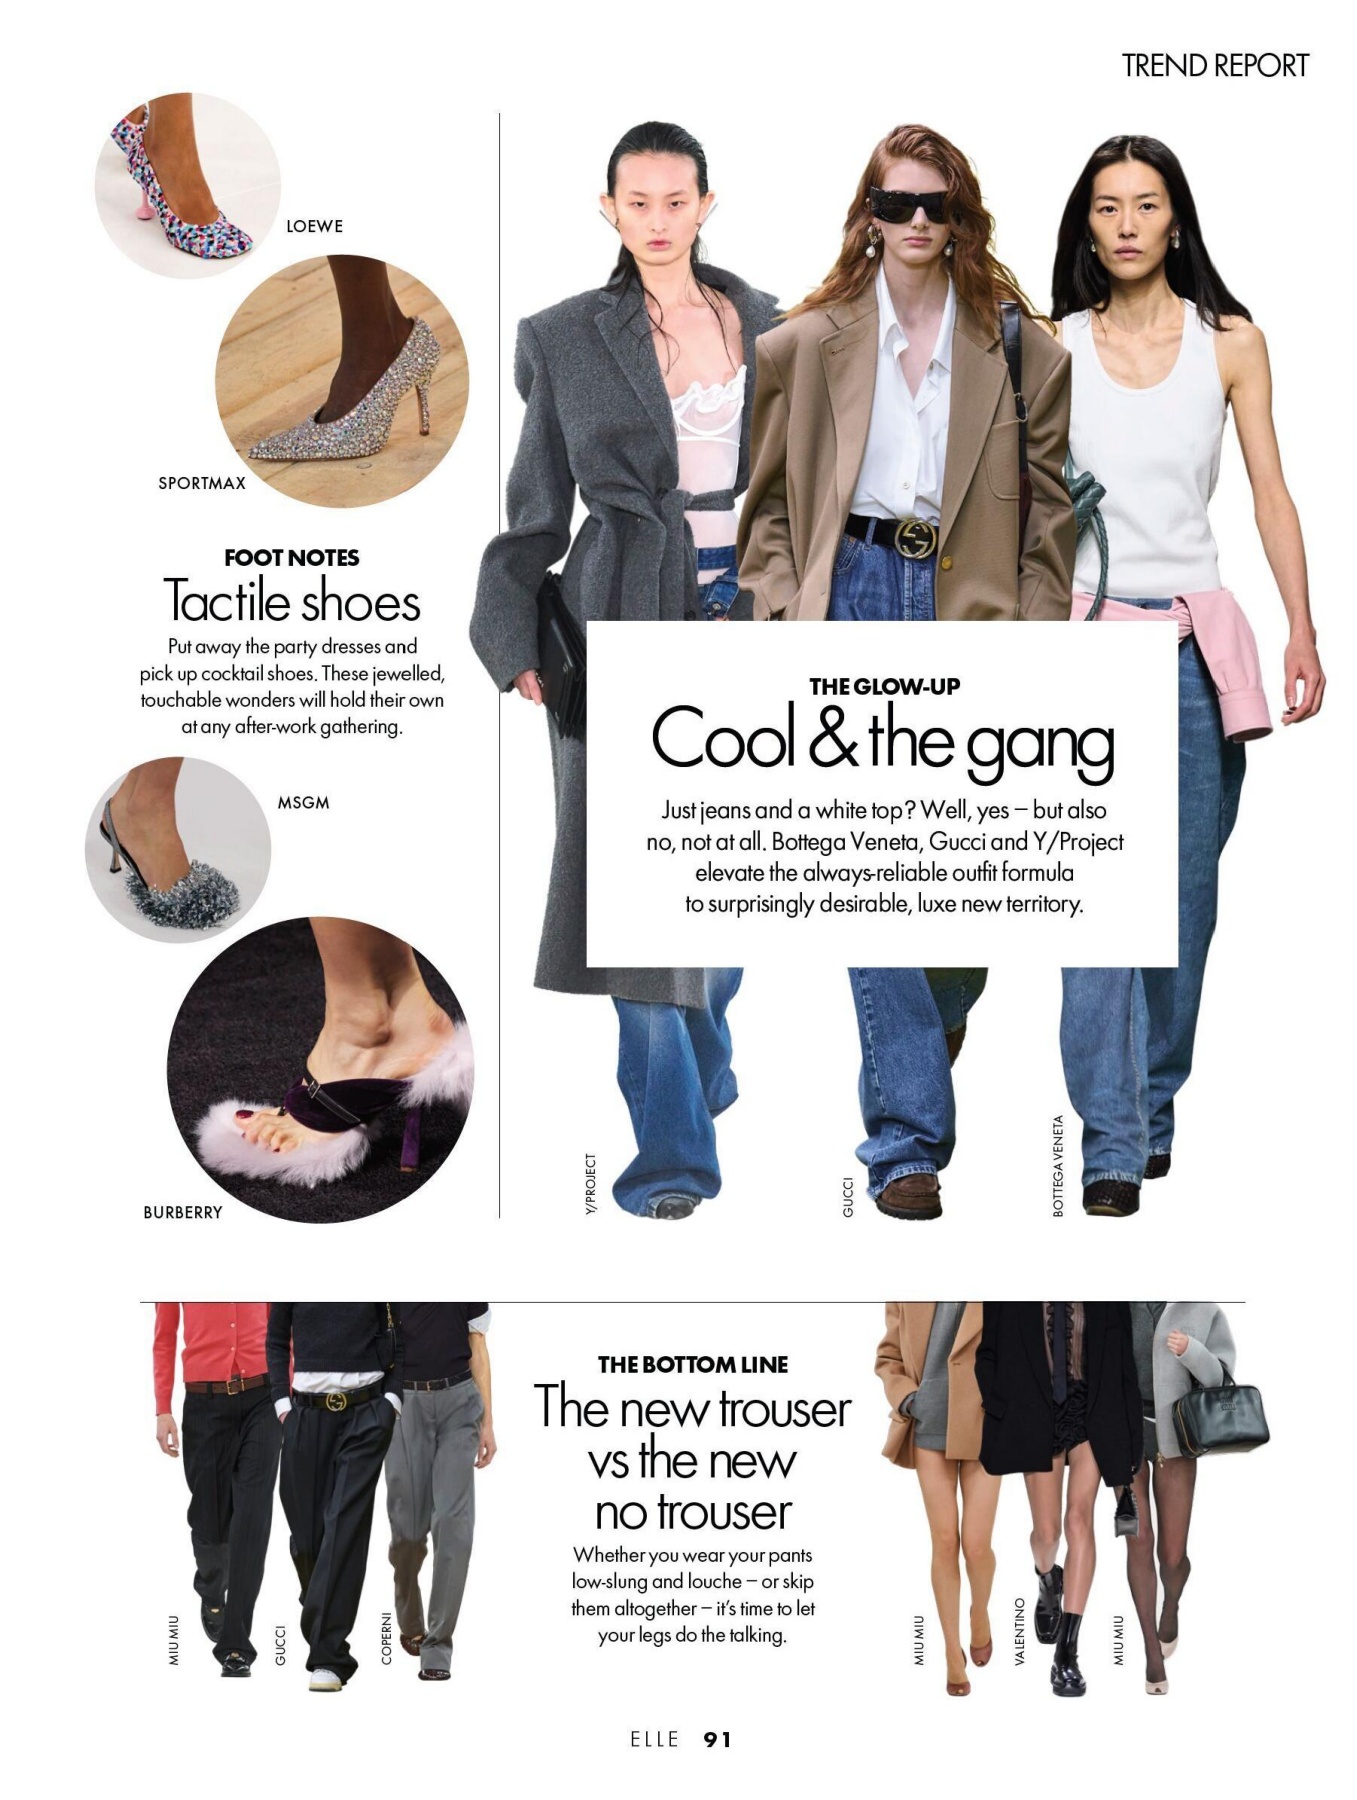 TREND REPORT
LOEWE
SPORTMAX
FOOT NOTES
Tactile shoes
Put away the party dresses and
pick up cocktail shoes. These jewelled,
touchable wonders will hold their own
at any after-work gathering.
MSGM
BURBERRY
THE GLOW-UP
Cool & the gang
Just jeans and a white top? Well, yes – but also
no, not at all. Bottega Veneta, Gucci and Y/Project
elevate the always-reliable outfit formula
to surprisingly desirable, luxe new territory.
Y/PROJECT
GUCCI
BOTTEGA VENETA
THE BOTTOM LINE
The new trouser
vs the new
no trouser
Whether you wear your pants
low-slung and louche – or skip
them altogether – it's time to let
your legs do the talking.
MIU MIU
GUCCI
COPERNI
MIU MIU
VALENTINO
MIU MIU
ELLE 91